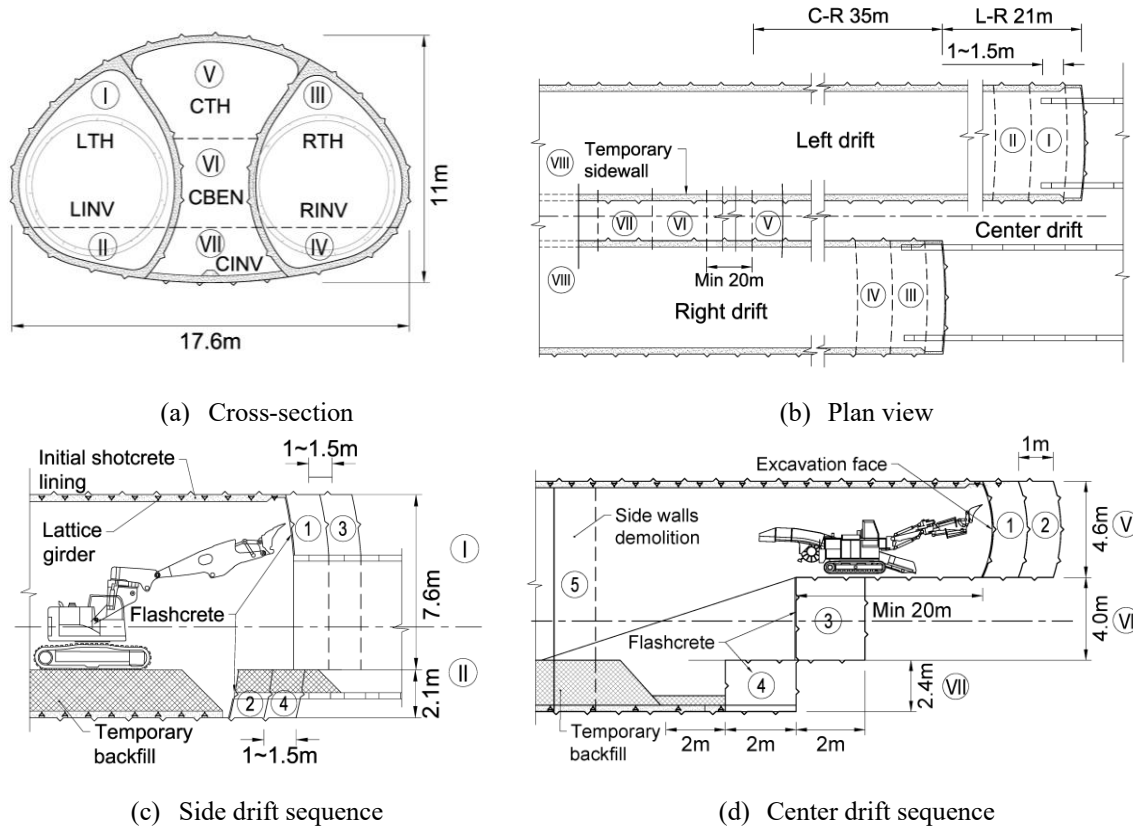 I
V
III
CTH
LTH
RTH
VI
CBEN
LINV
RINV
II
VII
IV
CINV
11m
17.6m
C-R 35m
L-R 21m
1~1.5m
Left drift
II
I
Temporary
sidewall
VIII
VII
VI
V
Center drift
Min 20m
VIII
Right drift
IV
III
(a) Cross-section
(b) Plan view
1~1.5m
Initial shotcrete
lining
Lattice
girder
1
3
I
7.6m
Flashcrete
II
2.1m
2
4
Temporary
backfill
1~1.5m
1m
Excavation face
Side walls
demolition
1
2
4.6m
V
5
Min 20m
Flashcrete
3
4.0m
VI
4
2.4m
VII
Temporary
backfill
2m
2m
2m
(c) Side drift sequence
(d) Center drift sequence